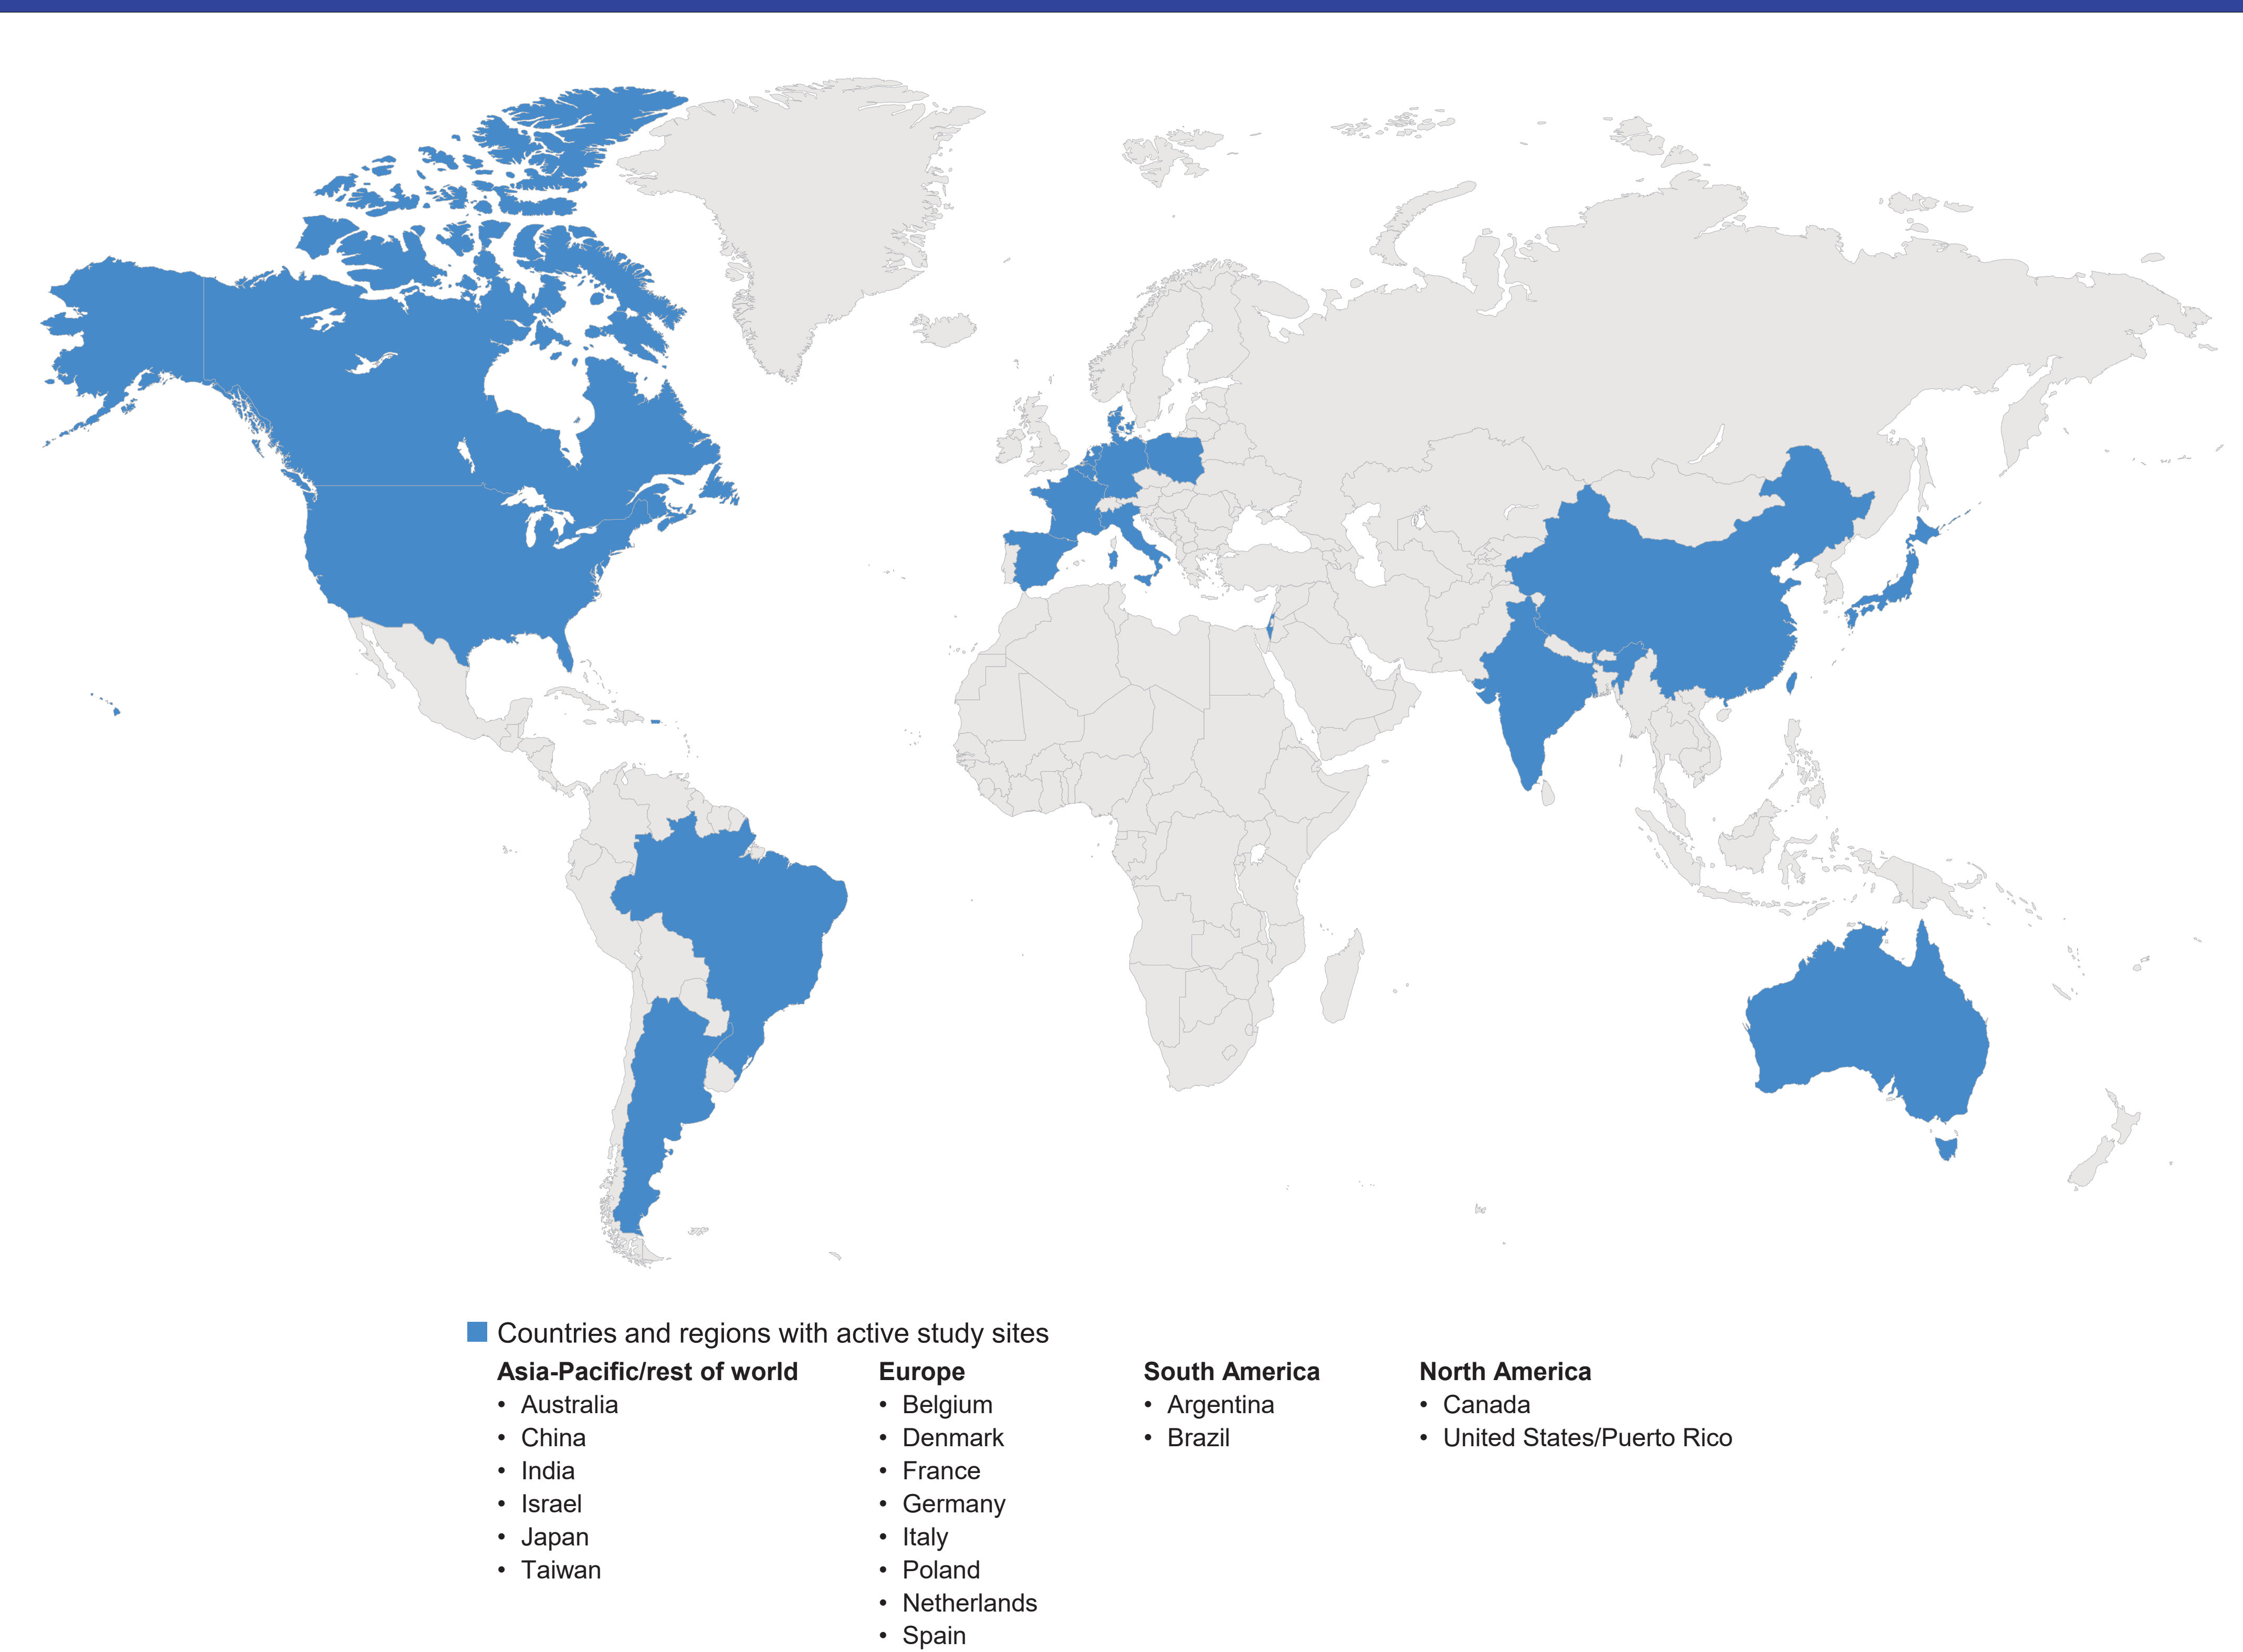 Countries and regions with active study sites
Asia-Pacific/rest of world
• Australia
• China
• India
• Israel
• Japan
• Taiwan
Europe
• Belgium
• Denmark
• France
• Germany
• Italy
• Poland
• Netherlands
• Spain
South America
• Argentina
• Brazil
North America
• Canada
• United States/Puerto Rico